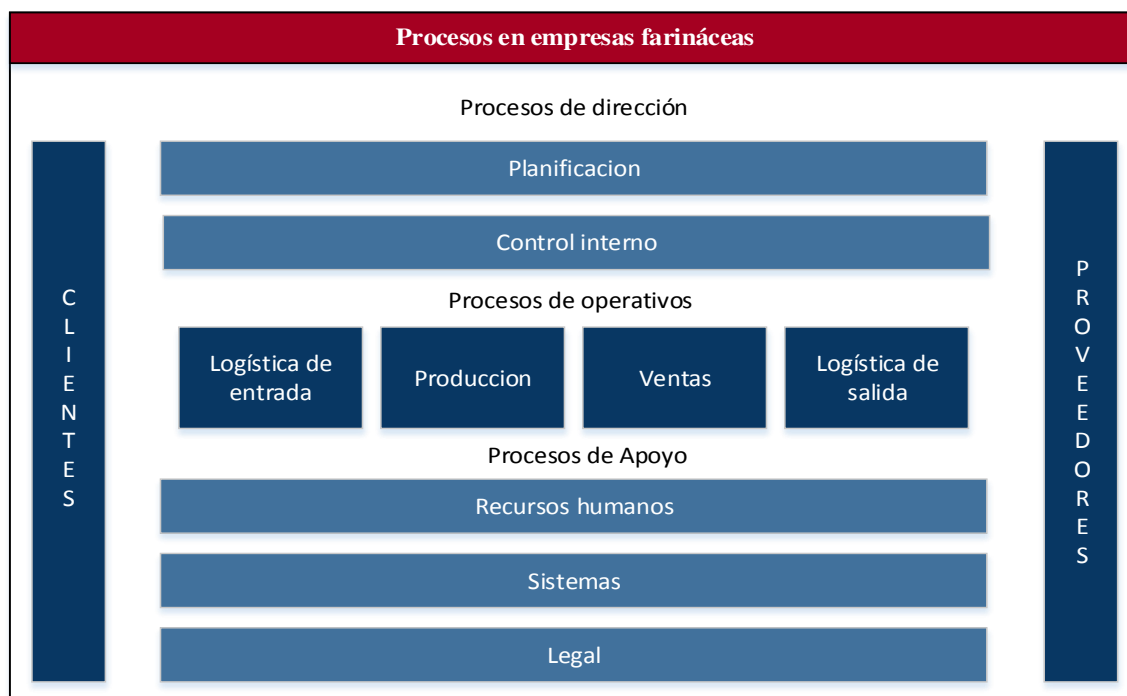 Procesos en empresas farináceas
Procesos de dirección
CLIENTES
Planificacion
Control interno
Procesos de operativos
Logística de
entrada
Produccion
Ventas
Logística de
salida
Procesos de Apoyo
Recursos humanos
Sistemas
Legal
PROVEEDORES